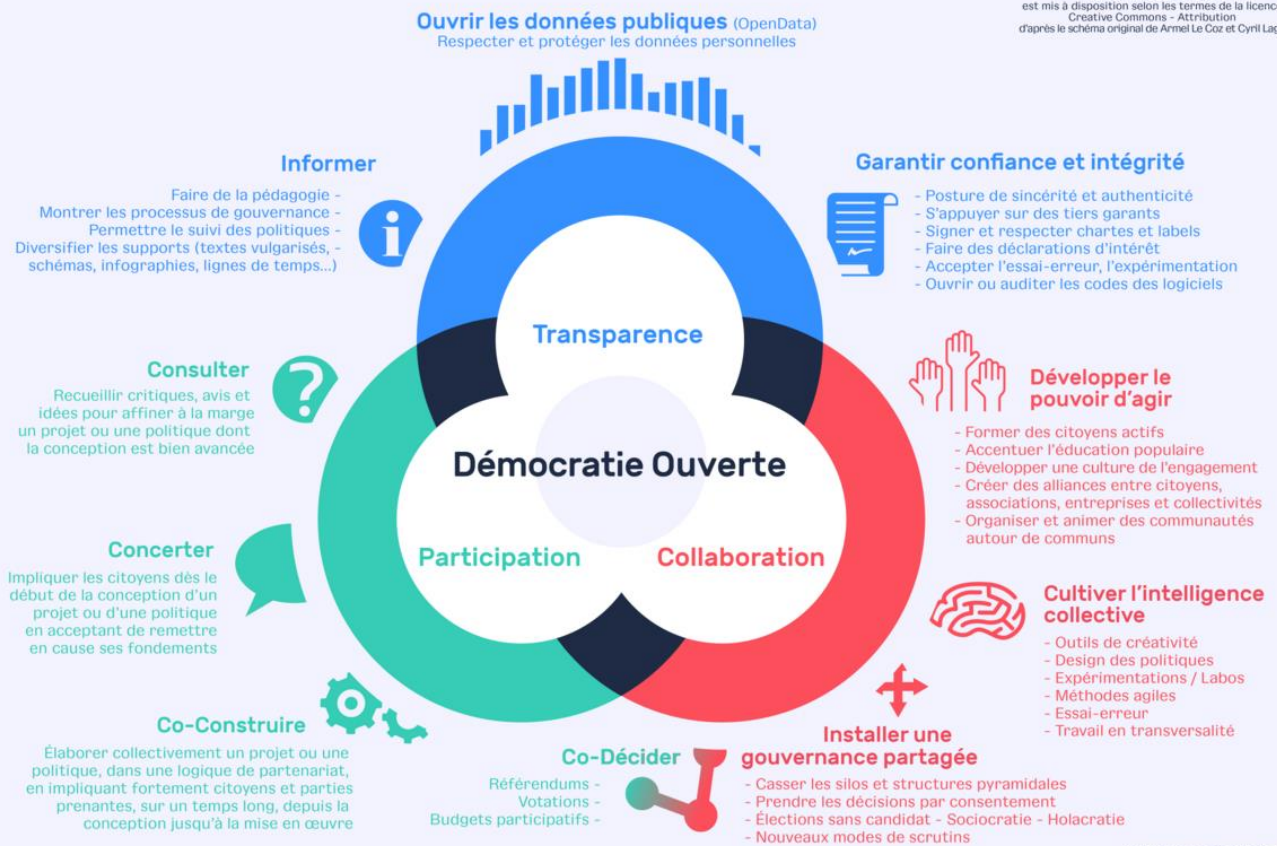 est mis à disposition selon les termes de la licence
Creative Commons - Attribution
d'après le schéma original de Armel Le Coz et Cyril
Ouvrir les données publiques (OpenData)
Respecter et protéger les données personnelles
Informer
Faire de la pédagogie -
Montrer les processus de gouvernance -
Permettre le suivi des politiques -
Diversifier les supports (textes vulgarisés, -
schémas, infographies, lignes de temps...)
Garantir confiance et intégrité
- Posture de sincérité et authenticité
- S'appuyer sur des tiers garants
- Signer et respecter chartes et labels
- Faire des déclarations d'intérêt
- Accepter l'essai-erreur, l'expérimentation
- Ouvrir ou auditer les codes des logiciels
Transparence
Consulter
Recueillir critiques, avis et
idées pour affiner à la marge
un projet ou une politique dont
la conception est bien avancée
Développer le
pouvoir d'agir
- Former des citoyens actifs
- Accentuer l'éducation populaire
- Développer une culture de l'engagement
- Créer des alliances entre citoyens,
associations, entreprises et collectivités
- Organiser et animer des communautés
autour de communs
Démocratie Ouverte
Participation
Collaboration
Concerter
Impliquer les citoyens dès le
début de la conception d'un
projet ou d'une politique
en acceptant de remettre
en cause ses fondements
Cultiver l'intelligence
collective
- Outils de créativité
- Design des politiques
- Expérimentations / Labos
- Méthodes agiles
- Essai-erreur
- Travail en transversalité
Co-Construire
Élaborer collectivement un projet ou une
politique, dans une logique de partenariat,
en impliquant fortement citoyens et parties
prenantes, sur un temps long, depuis la
conception jusqu'à la mise en œuvre
Co-Décider
Référendums -
Votations -
Budgets participatifs -
Installer une
gouvernance partagée
- Casser les silos et structures pyramidales
- Prendre les décisions par consentement
- Élections sans candidat - Sociocratie - Holacratie
- Nouveaux modes de scrutins